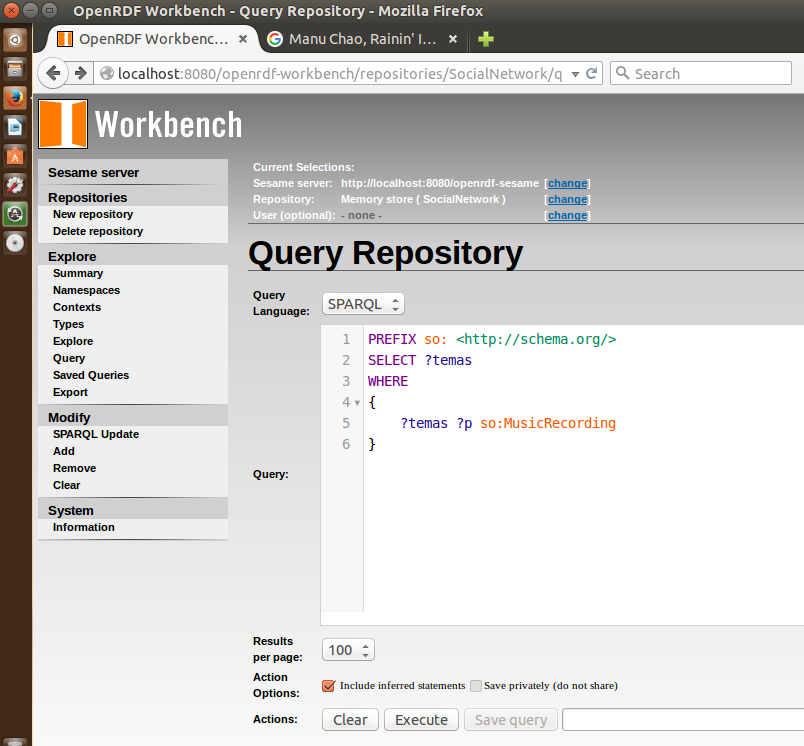 OpenRDF Workbench - Query Repository - Mozilla Firefox
OpenRDF Workbenc... × Manu Chao, Rainin' I... ×
localhost:8080/openrdf-workbench/repositories/SocialNetwork/q Search
Workbench
Sesame server
Repositories
New repository
Delete repository
Explore
Summary
Namespaces
Contexts
Types
Explore
Query
Saved Queries
Export
Modify
SPARQL Update
Add
Remove
Clear
System
Information
Current Selections:
Sesame server: http://localhost:8080/openrdf-sesame [change]
Repository: Memory store ( SocialNetwork ) [change]
User (optional): - none - [change]
Query Repository
Query
Language: SPARQL
Query:
1 PREFIX so: <http://schema.org/>
2 SELECT ?temas
3 WHERE
4 {
5 ?temas ?p so:MusicRecording
6 }
Results
per page: 100
Action
Options: Include inferred statements Save privately (do not share)
Actions: Clear Execute Save query